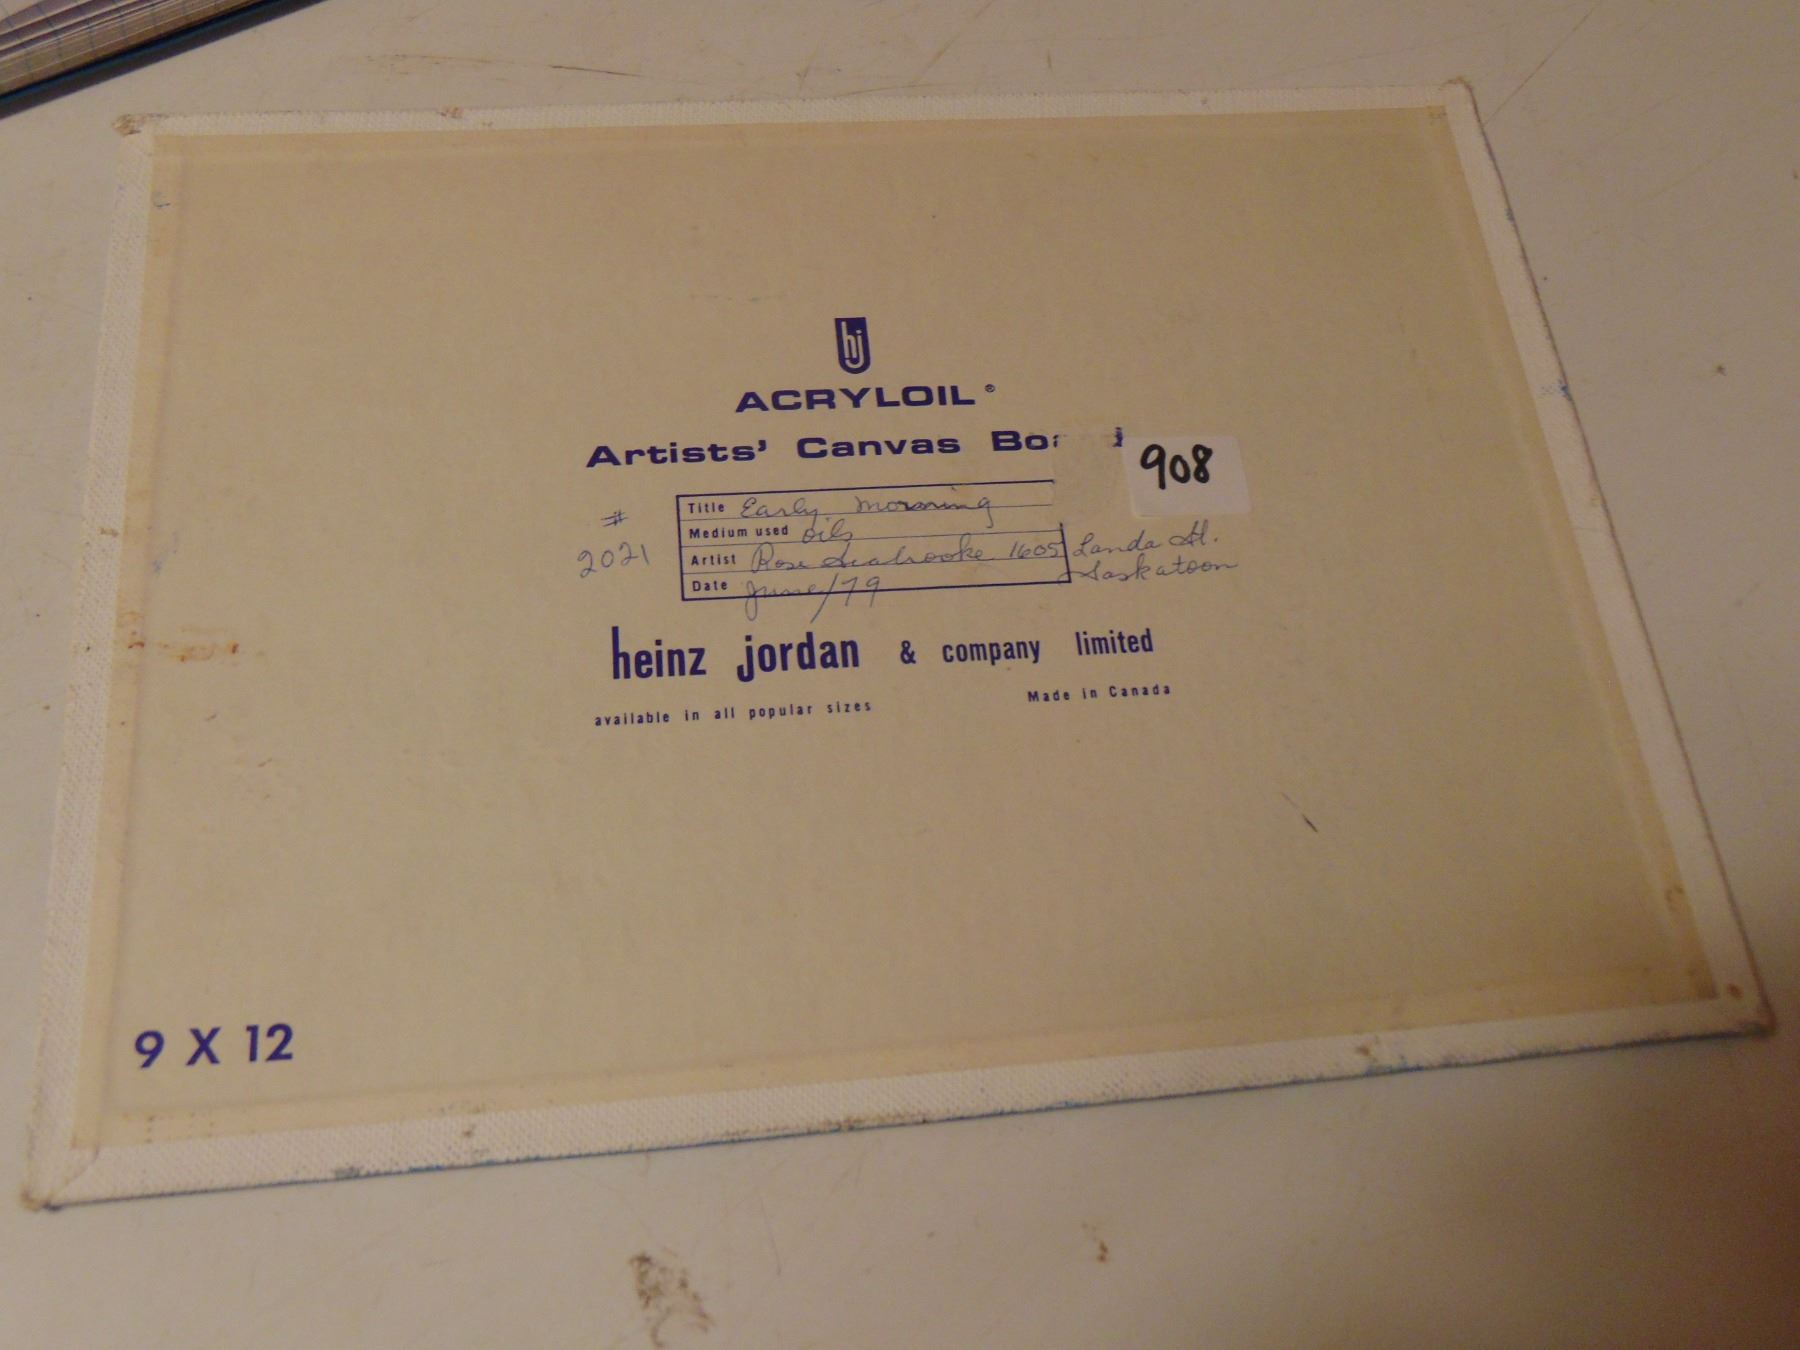 hj
ACRYLOIL®
Artists' Canvas Board
908
Title Early Morning
# Medium used oils
2021 Artist Rose Seabrooke 1605 Landa St.
Date June/79 Saskatoon
heinz jordan & company limited
available in all popular sizes Made in Canada
9 X 12